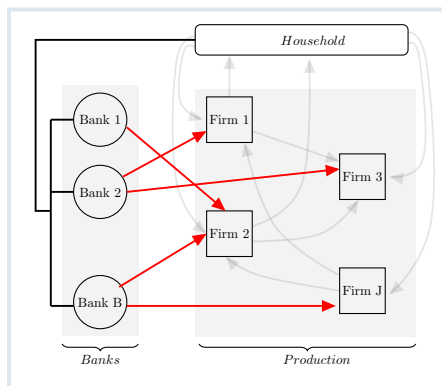 Household
Bank 1
Firm 1
Bank 2
Firm 3
Firm 2
Bank B
Firm J
Banks
Production